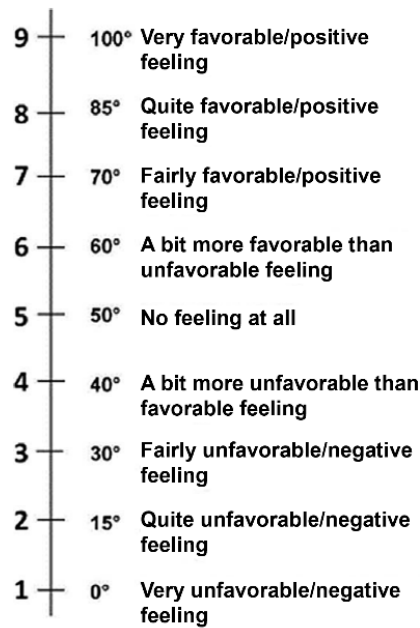 9 100° Very favorable/positive
feeling
8 85° Quite favorable/positive
feeling
7 70° Fairly favorable/positive
feeling
6 60° A bit more favorable than
unfavorable feeling
5 50° No feeling at all
4 40° A bit more unfavorable than
favorable feeling
3 30° Fairly unfavorable/negative
feeling
2 15° Quite unfavorable/negative
feeling
1 0° Very unfavorable/negative
feeling